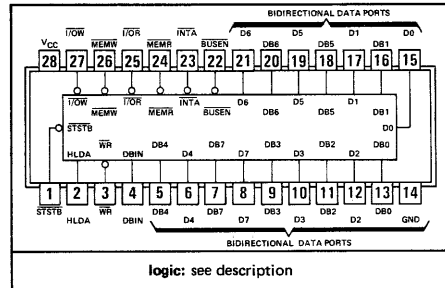 BIDIRECTIONAL DATA PORTS
VCC I/OW MEMW I/OR MEMR INTA BUSEN D6 DB6 D5 DB5 D1 DB1 D0
28 27 26 25 24 23 22 21 20 19 18 17 16 15
I/OW MEMW I/OR MEMR INTA BUSEN D6 DB6 D5 DB5 D1 DB1
STSTB D0
HLDA WR DBIN DB4 D4 DB7 D7 DB3 D3 DB2 D2 DB0
1 2 3 4 5 6 7 8 9 10 11 12 13 14
STSTB HLDA WR DBIN DB4 D4 DB7 D7 DB3 D3 DB2 D2 DB0 GND
BIDIRECTIONAL DATA PORTS
logic: see description